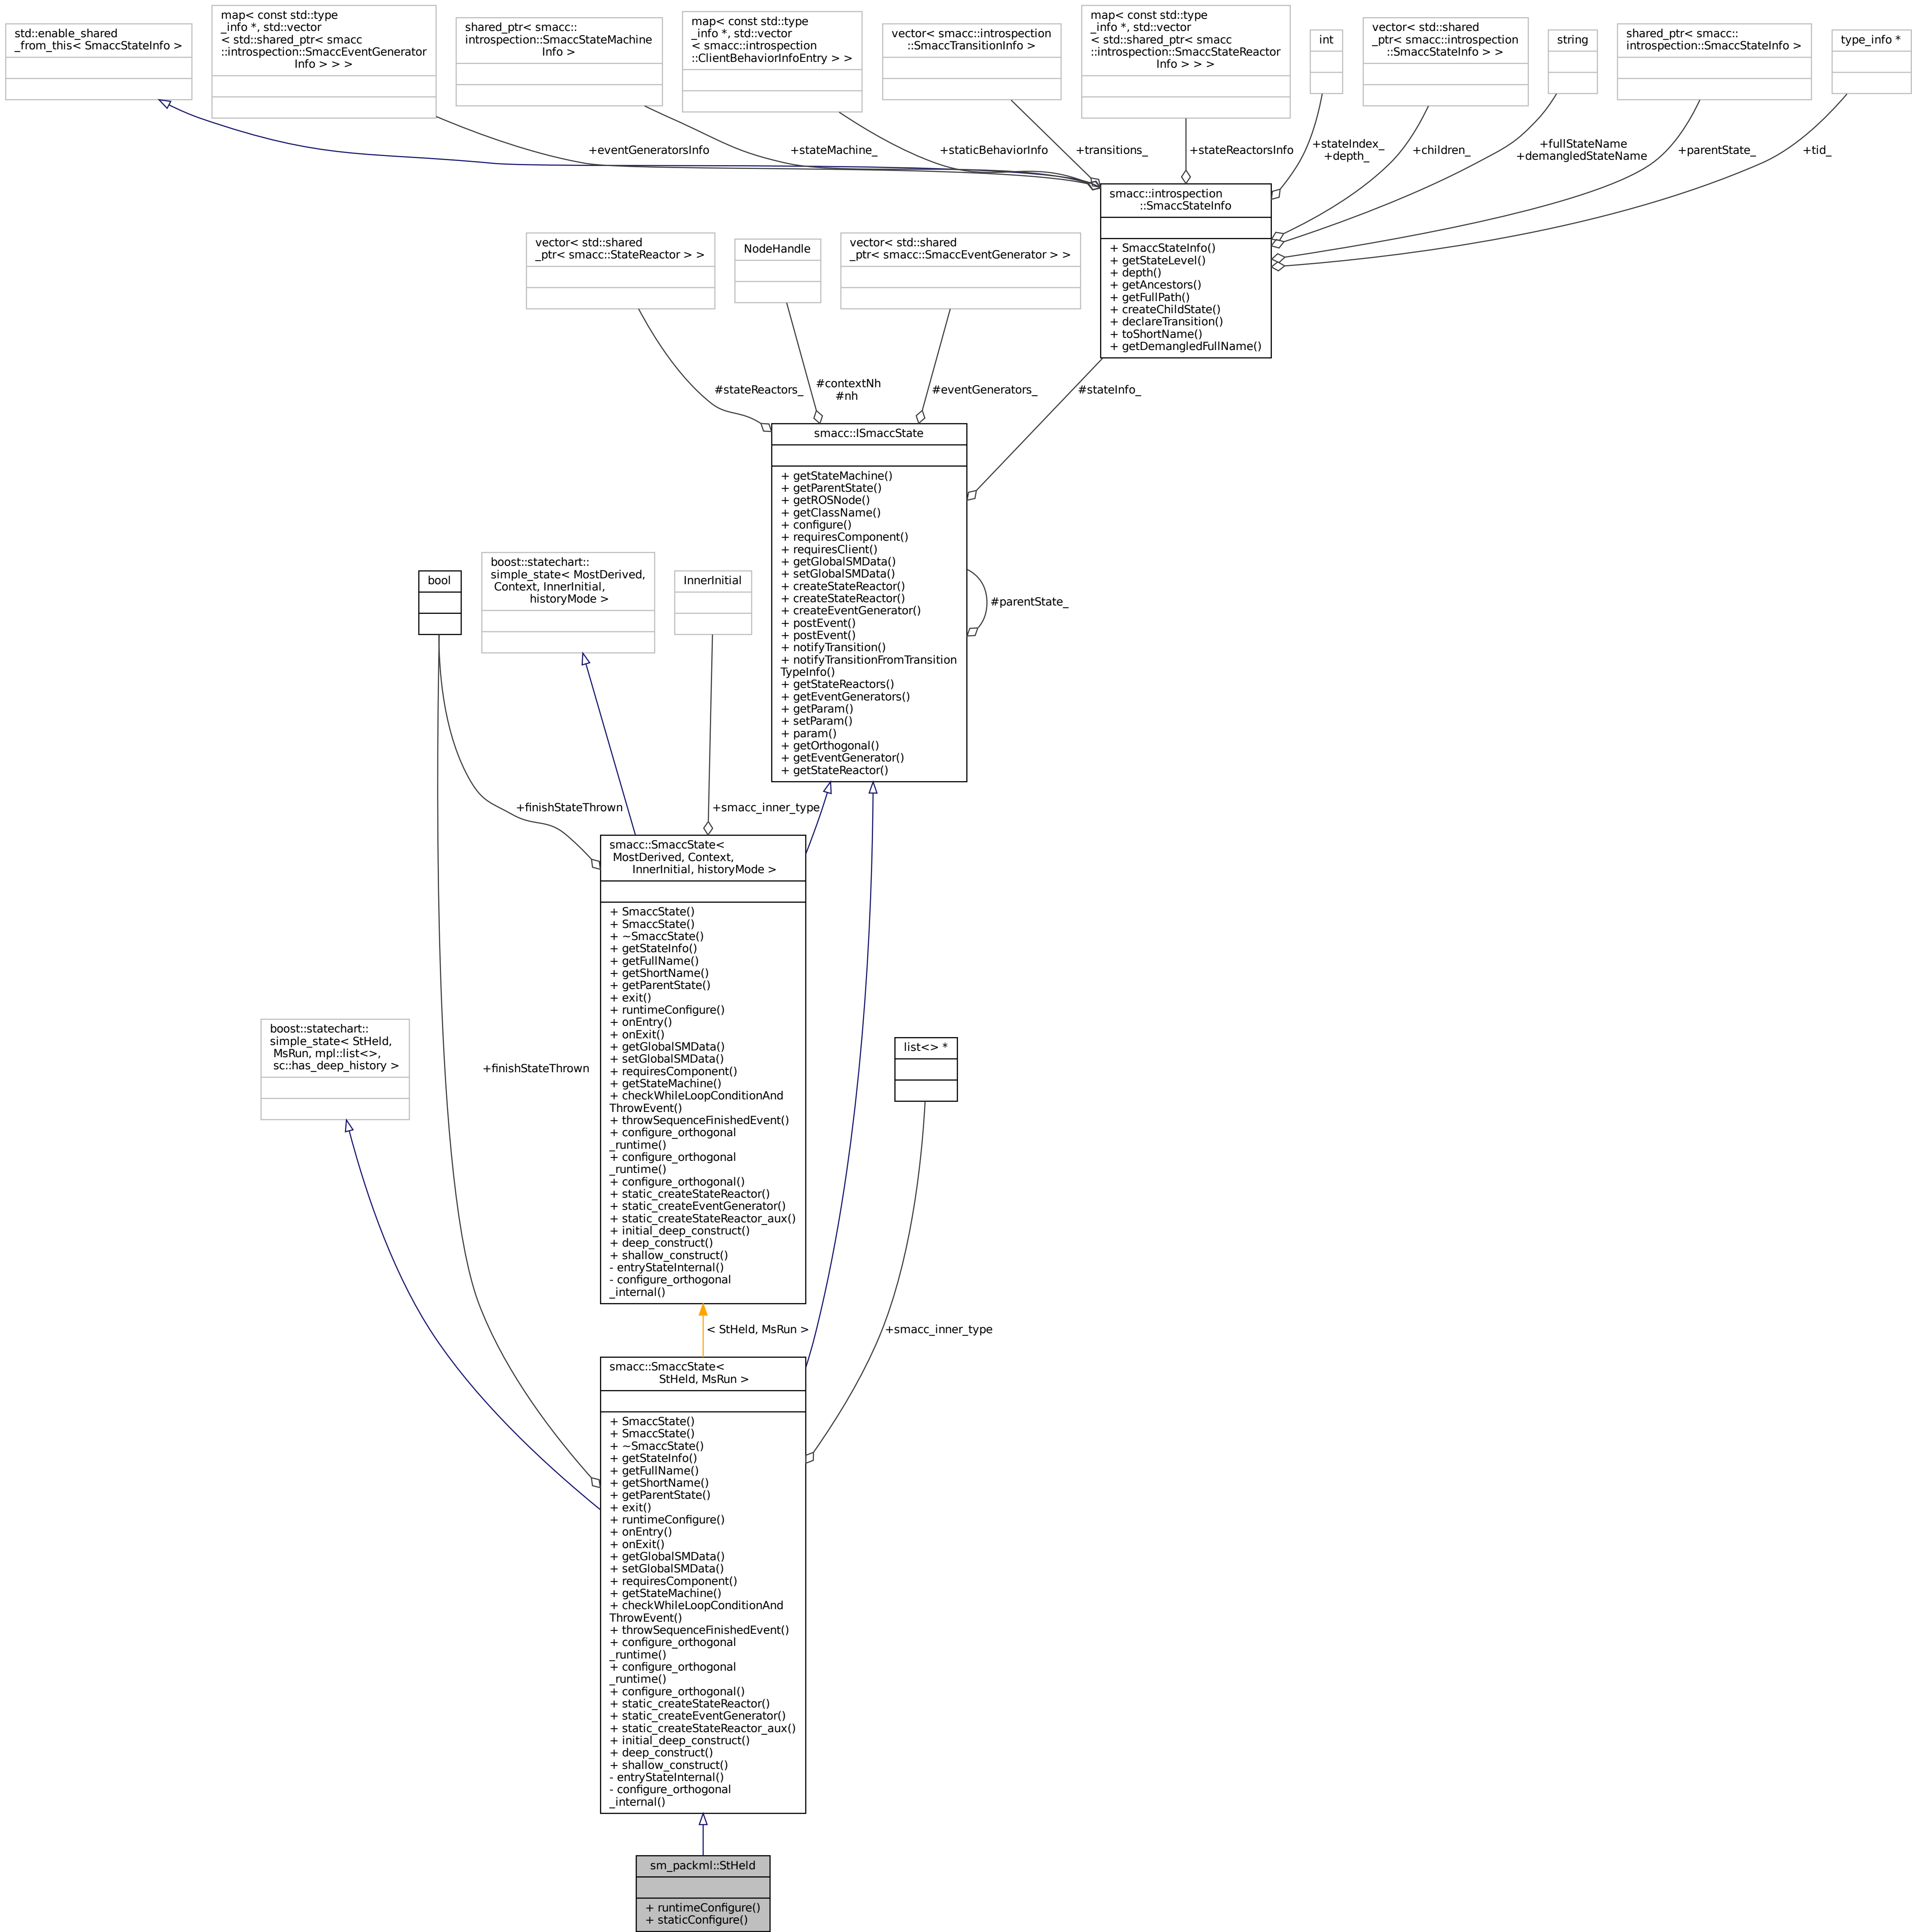 std::enable_shared
_from_this< SmaccStateInfo >
map< const std::type
_info *, std::vector
< std::shared_ptr< smacc
::introspection::SmaccEventGenerator
Info > > >
shared_ptr< smacc::
introspection::SmaccStateMachine
Info >
map< const std::type
_info *, std::vector
< smacc::introspection
::ClientBehaviorInfoEntry > >
vector< smacc::introspection
::SmaccTransitionInfo >
map< const std::type
_info *, std::vector
< std::shared_ptr< smacc
::introspection::SmaccStateReactor
Info > > >
int
vector< std::shared
_ptr< smacc::introspection
::SmaccStateInfo > >
string
shared_ptr< smacc::
introspection::SmaccStateInfo >
type_info *
+eventGeneratorsInfo
+stateMachine_
+staticBehaviorInfo
+transitions_
+stateReactorsInfo
+stateIndex_
+depth_
+children_
+fullStateName
+demangledStateName
+parentState_
+tid_
smacc::introspection
::SmaccStateInfo
+ SmaccStateInfo()
+ getStateLevel()
+ depth()
+ getAncestors()
+ getFullPath()
+ createChildState()
+ declareTransition()
+ toShortName()
+ getDemangledFullName()
vector< std::shared
_ptr< smacc::StateReactor > >
NodeHandle
vector< std::shared
_ptr< smacc::SmaccEventGenerator > >
#stateReactors_
#contextNh
#nh
#eventGenerators_
#stateInfo_
smacc::ISmaccState
+ getStateMachine()
+ getParentState()
+ getROSNode()
+ getClassName()
+ configure()
+ requiresComponent()
+ requiresClient()
+ getGlobalSMData()
+ setGlobalSMData()
+ createStateReactor()
+ createStateReactor()
+ createEventGenerator()
+ postEvent()
+ postEvent()
+ notifyTransition()
+ notifyTransitionFromTransition
TypeInfo()
+ getStateReactors()
+ getEventGenerators()
+ getParam()
+ setParam()
+ param()
+ getOrthogonal()
+ getEventGenerator()
+ getStateReactor()
#parentState_
bool
boost::statechart::
simple_state< MostDerived,
Context, InnerInitial,
historyMode >
InnerInitial
+finishStateThrown
+smacc_inner_type
smacc::SmaccState<
MostDerived, Context,
InnerInitial, historyMode >
+ SmaccState()
+ SmaccState()
+ ~SmaccState()
+ getStateInfo()
+ getFullName()
+ getShortName()
+ getParentState()
+ exit()
+ runtimeConfigure()
+ onEntry()
+ onExit()
+ getGlobalSMData()
+ setGlobalSMData()
+ requiresComponent()
+ getStateMachine()
+ checkWhileLoopConditionAnd
ThrowEvent()
+ throwSequenceFinishedEvent()
+ configure_orthogonal
_runtime()
+ configure_orthogonal
_runtime()
+ configure_orthogonal()
+ static_createStateReactor()
+ static_createEventGenerator()
+ static_createStateReactor_aux()
+ initial_deep_construct()
+ deep_construct()
+ shallow_construct()
- entryStateInternal()
- configure_orthogonal
_internal()
boost::statechart::
simple_state< StHeld,
MsRun, mpl::list<>,
sc::has_deep_history >
+finishStateThrown
list<> *
< StHeld, MsRun >
+smacc_inner_type
smacc::SmaccState<
StHeld, MsRun >
+ SmaccState()
+ SmaccState()
+ ~SmaccState()
+ getStateInfo()
+ getFullName()
+ getShortName()
+ getParentState()
+ exit()
+ runtimeConfigure()
+ onEntry()
+ onExit()
+ getGlobalSMData()
+ setGlobalSMData()
+ requiresComponent()
+ getStateMachine()
+ checkWhileLoopConditionAnd
ThrowEvent()
+ throwSequenceFinishedEvent()
+ configure_orthogonal
_runtime()
+ configure_orthogonal
_runtime()
+ configure_orthogonal()
+ static_createStateReactor()
+ static_createEventGenerator()
+ static_createStateReactor_aux()
+ initial_deep_construct()
+ deep_construct()
+ shallow_construct()
- entryStateInternal()
- configure_orthogonal
_internal()
sm_packml::StHeld
+ runtimeConfigure()
+ staticConfigure()